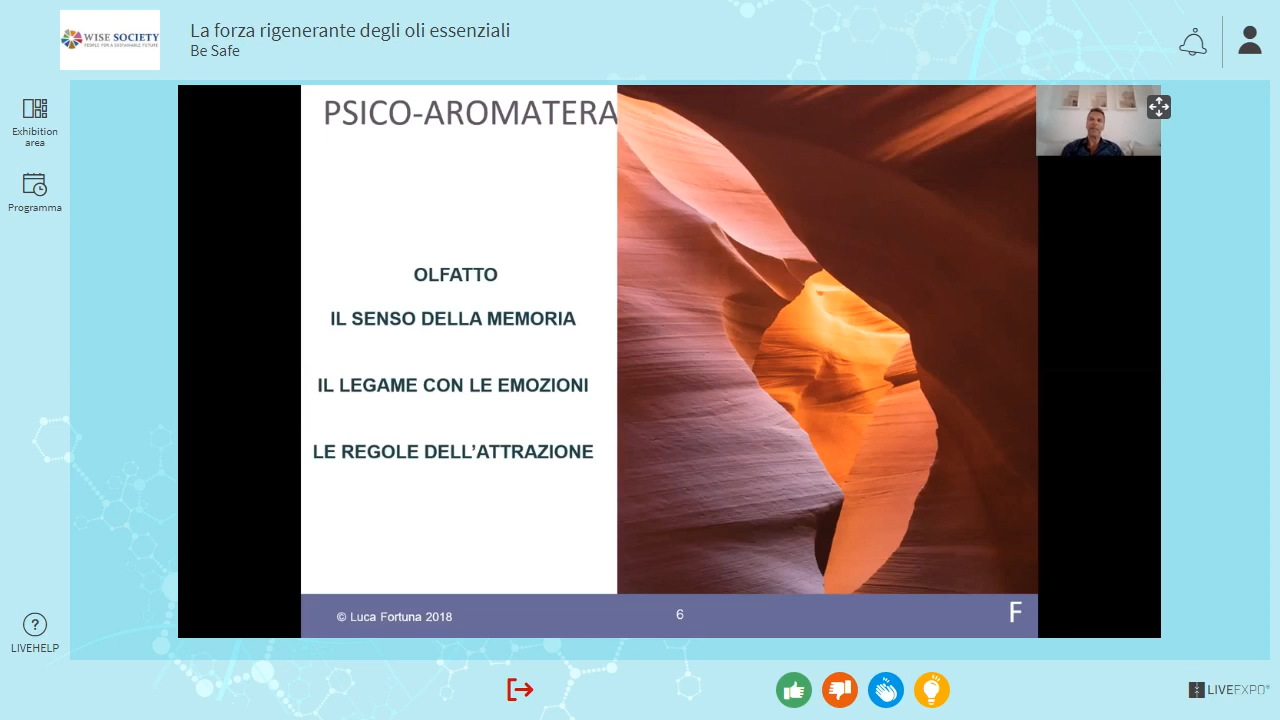 WISE SOCIETY
PEOPLE FOR A SUSTAINABLE FUTURE
La forza rigenerante degli oli essenziali
Be Safe
Exhibition
area
Programma
PSICO-AROMATERA
OLFATTO
IL SENSO DELLA MEMORIA
IL LEGAME CON LE EMOZIONI
LE REGOLE DELL'ATTRAZIONE
© Luca Fortuna 2018
6
F
?
LIVEHELP
LIVEEXPO®